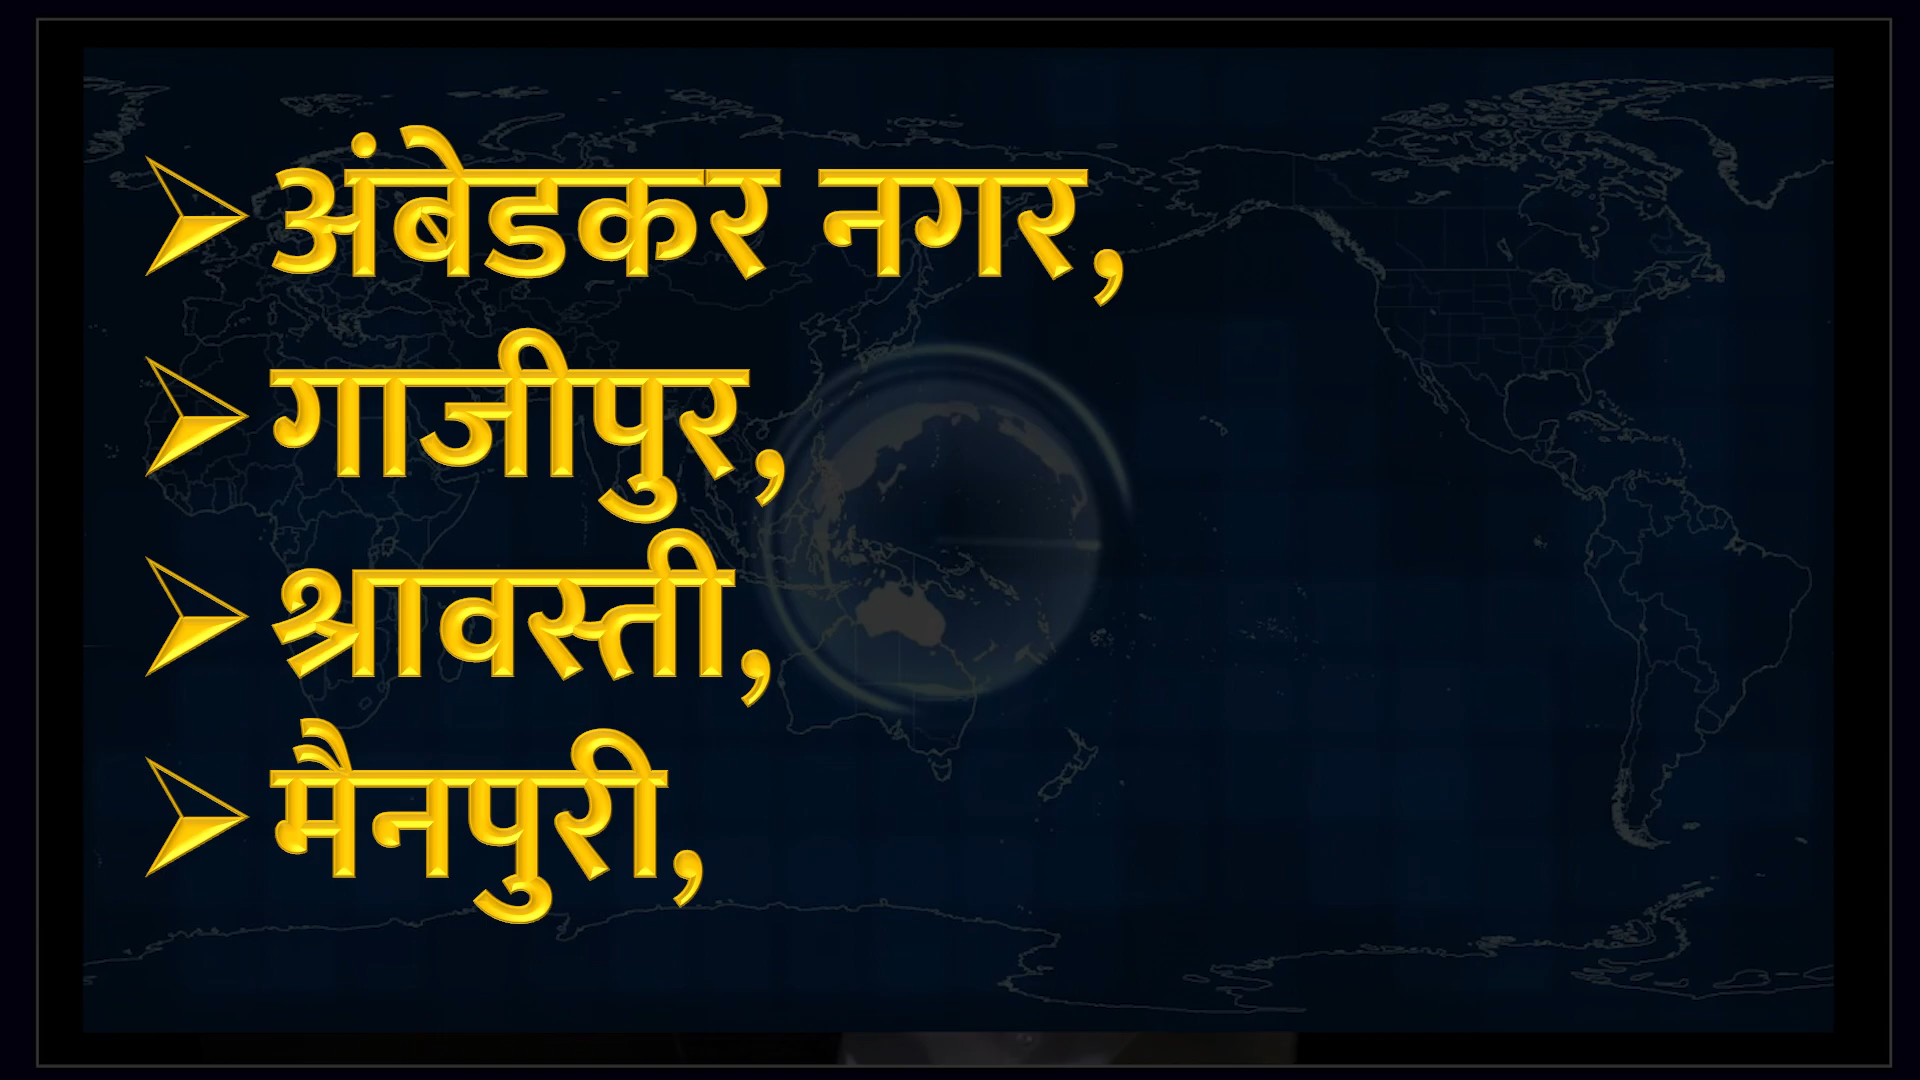 अंबेडकर नगर,
गाजीपुर,
श्रावस्ती,
मैनपुरी,